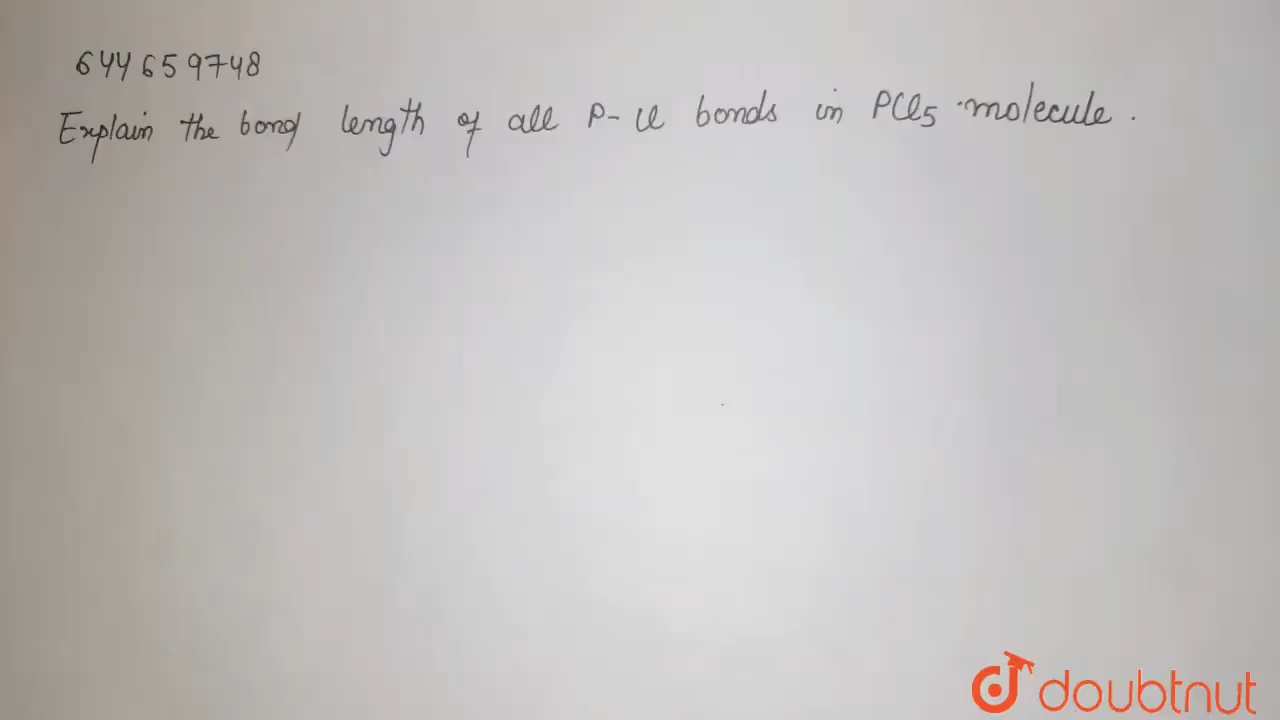 644659748
Explain the bond length of all P-Cl bonds in PCl5 molecule.
doubtnut